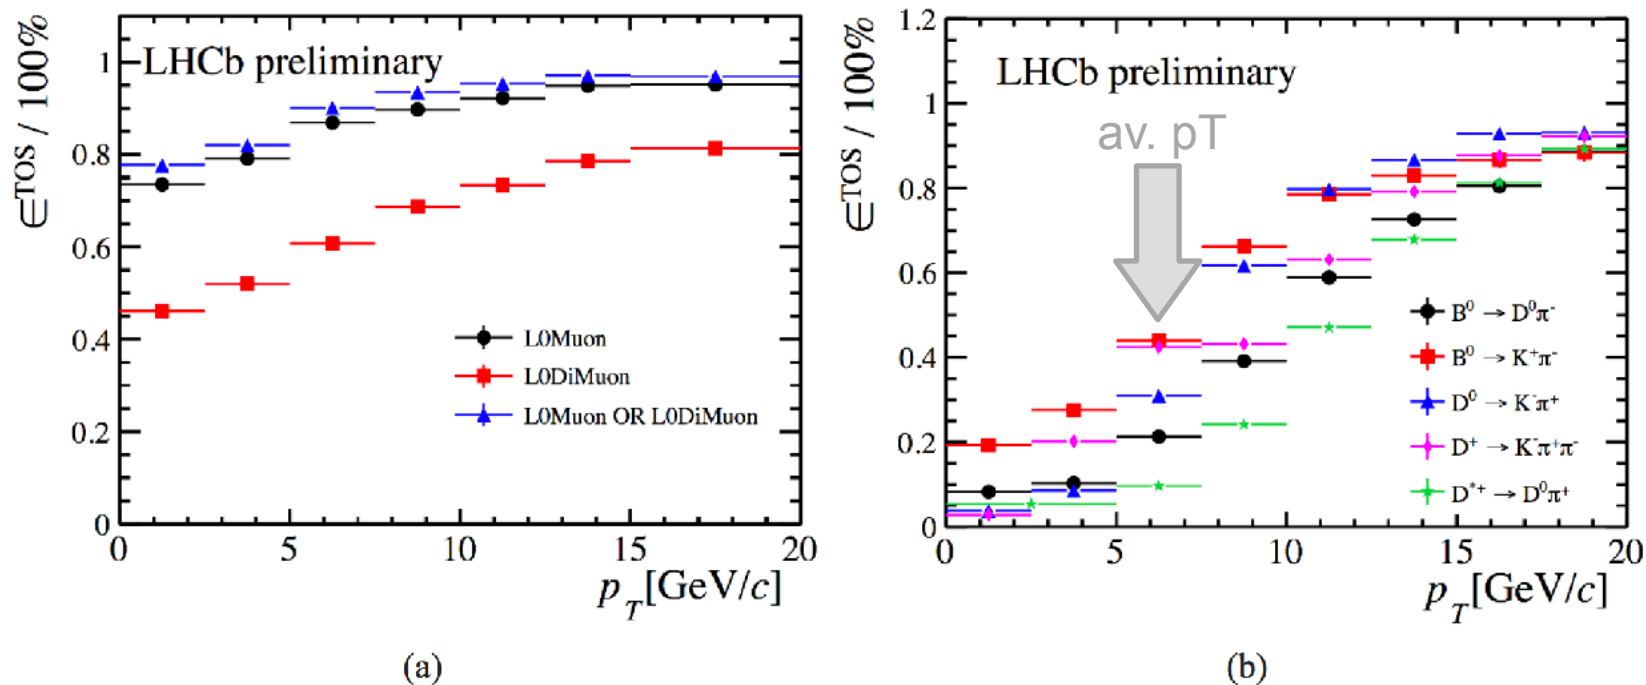 LHCb preliminary
∈^TOS / 100%
1
0.8
0.6
0.4
0.2
0
0 5 10 15 20
p_T [GeV/c]
L0Muon
L0DiMuon
L0Muon OR L0DiMuon
(a)
LHCb preliminary
av. pT
∈^TOS / 100%
1.2
1
0.8
0.6
0.4
0.2
0
0 5 10 15 20
p_T [GeV/c]
B⁰ → D⁰π⁻
B⁰ → K⁺π⁻
D⁰ → K⁻π⁺
D⁺ → K⁻π⁺π⁻
D*⁺ → D⁰π⁺
(b)